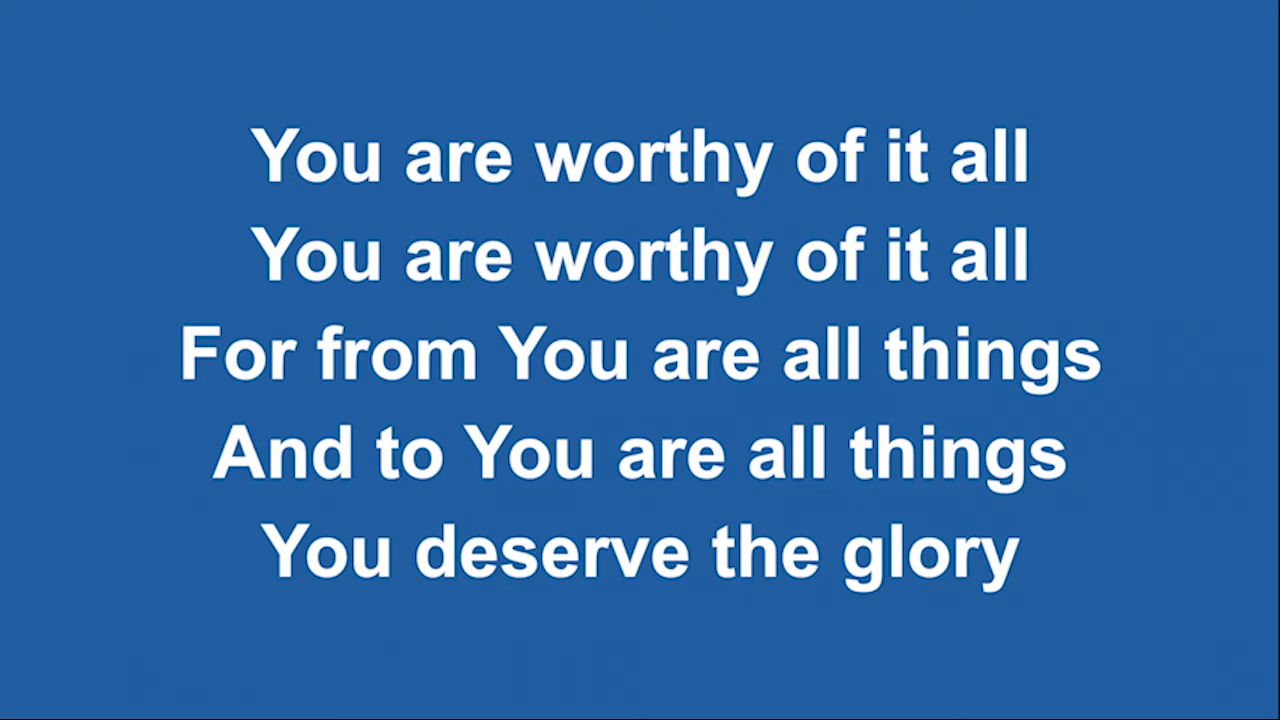 You are worthy of it all
You are worthy of it all
For from You are all things
And to You are all things
You deserve the glory